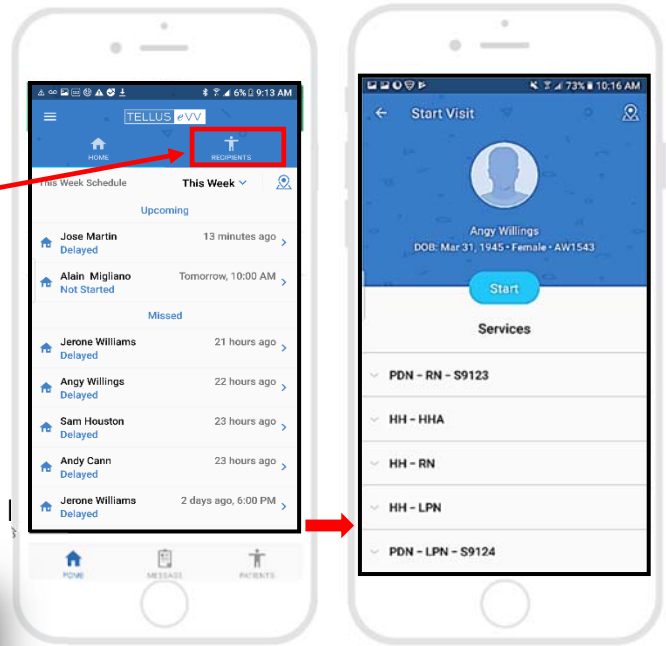 6% 9:13 AM
TELLUS eVV
HOME
RECIPIENTS
This Week Schedule
This Week
Upcoming
Jose Martin
13 minutes ago
Delayed
Alain Migliano
Tomorrow, 10:00 AM
Not Started
Missed
Jerone Williams
21 hours ago
Delayed
Angy Willings
22 hours ago
Delayed
Sam Houston
23 hours ago
Delayed
Andy Cann
23 hours ago
Delayed
Jerone Williams
2 days ago, 6:00 PM
Delayed
HOME
MESSAGE
PATIENTS
73% 10:16 AM
Start Visit
Angy Willings
DOB: Mar 31, 1945 • Female • AW1543
Start
Services
PDN - RN - S9123
HH - HHA
HH - RN
HH - LPN
PDN - LPN - S9124